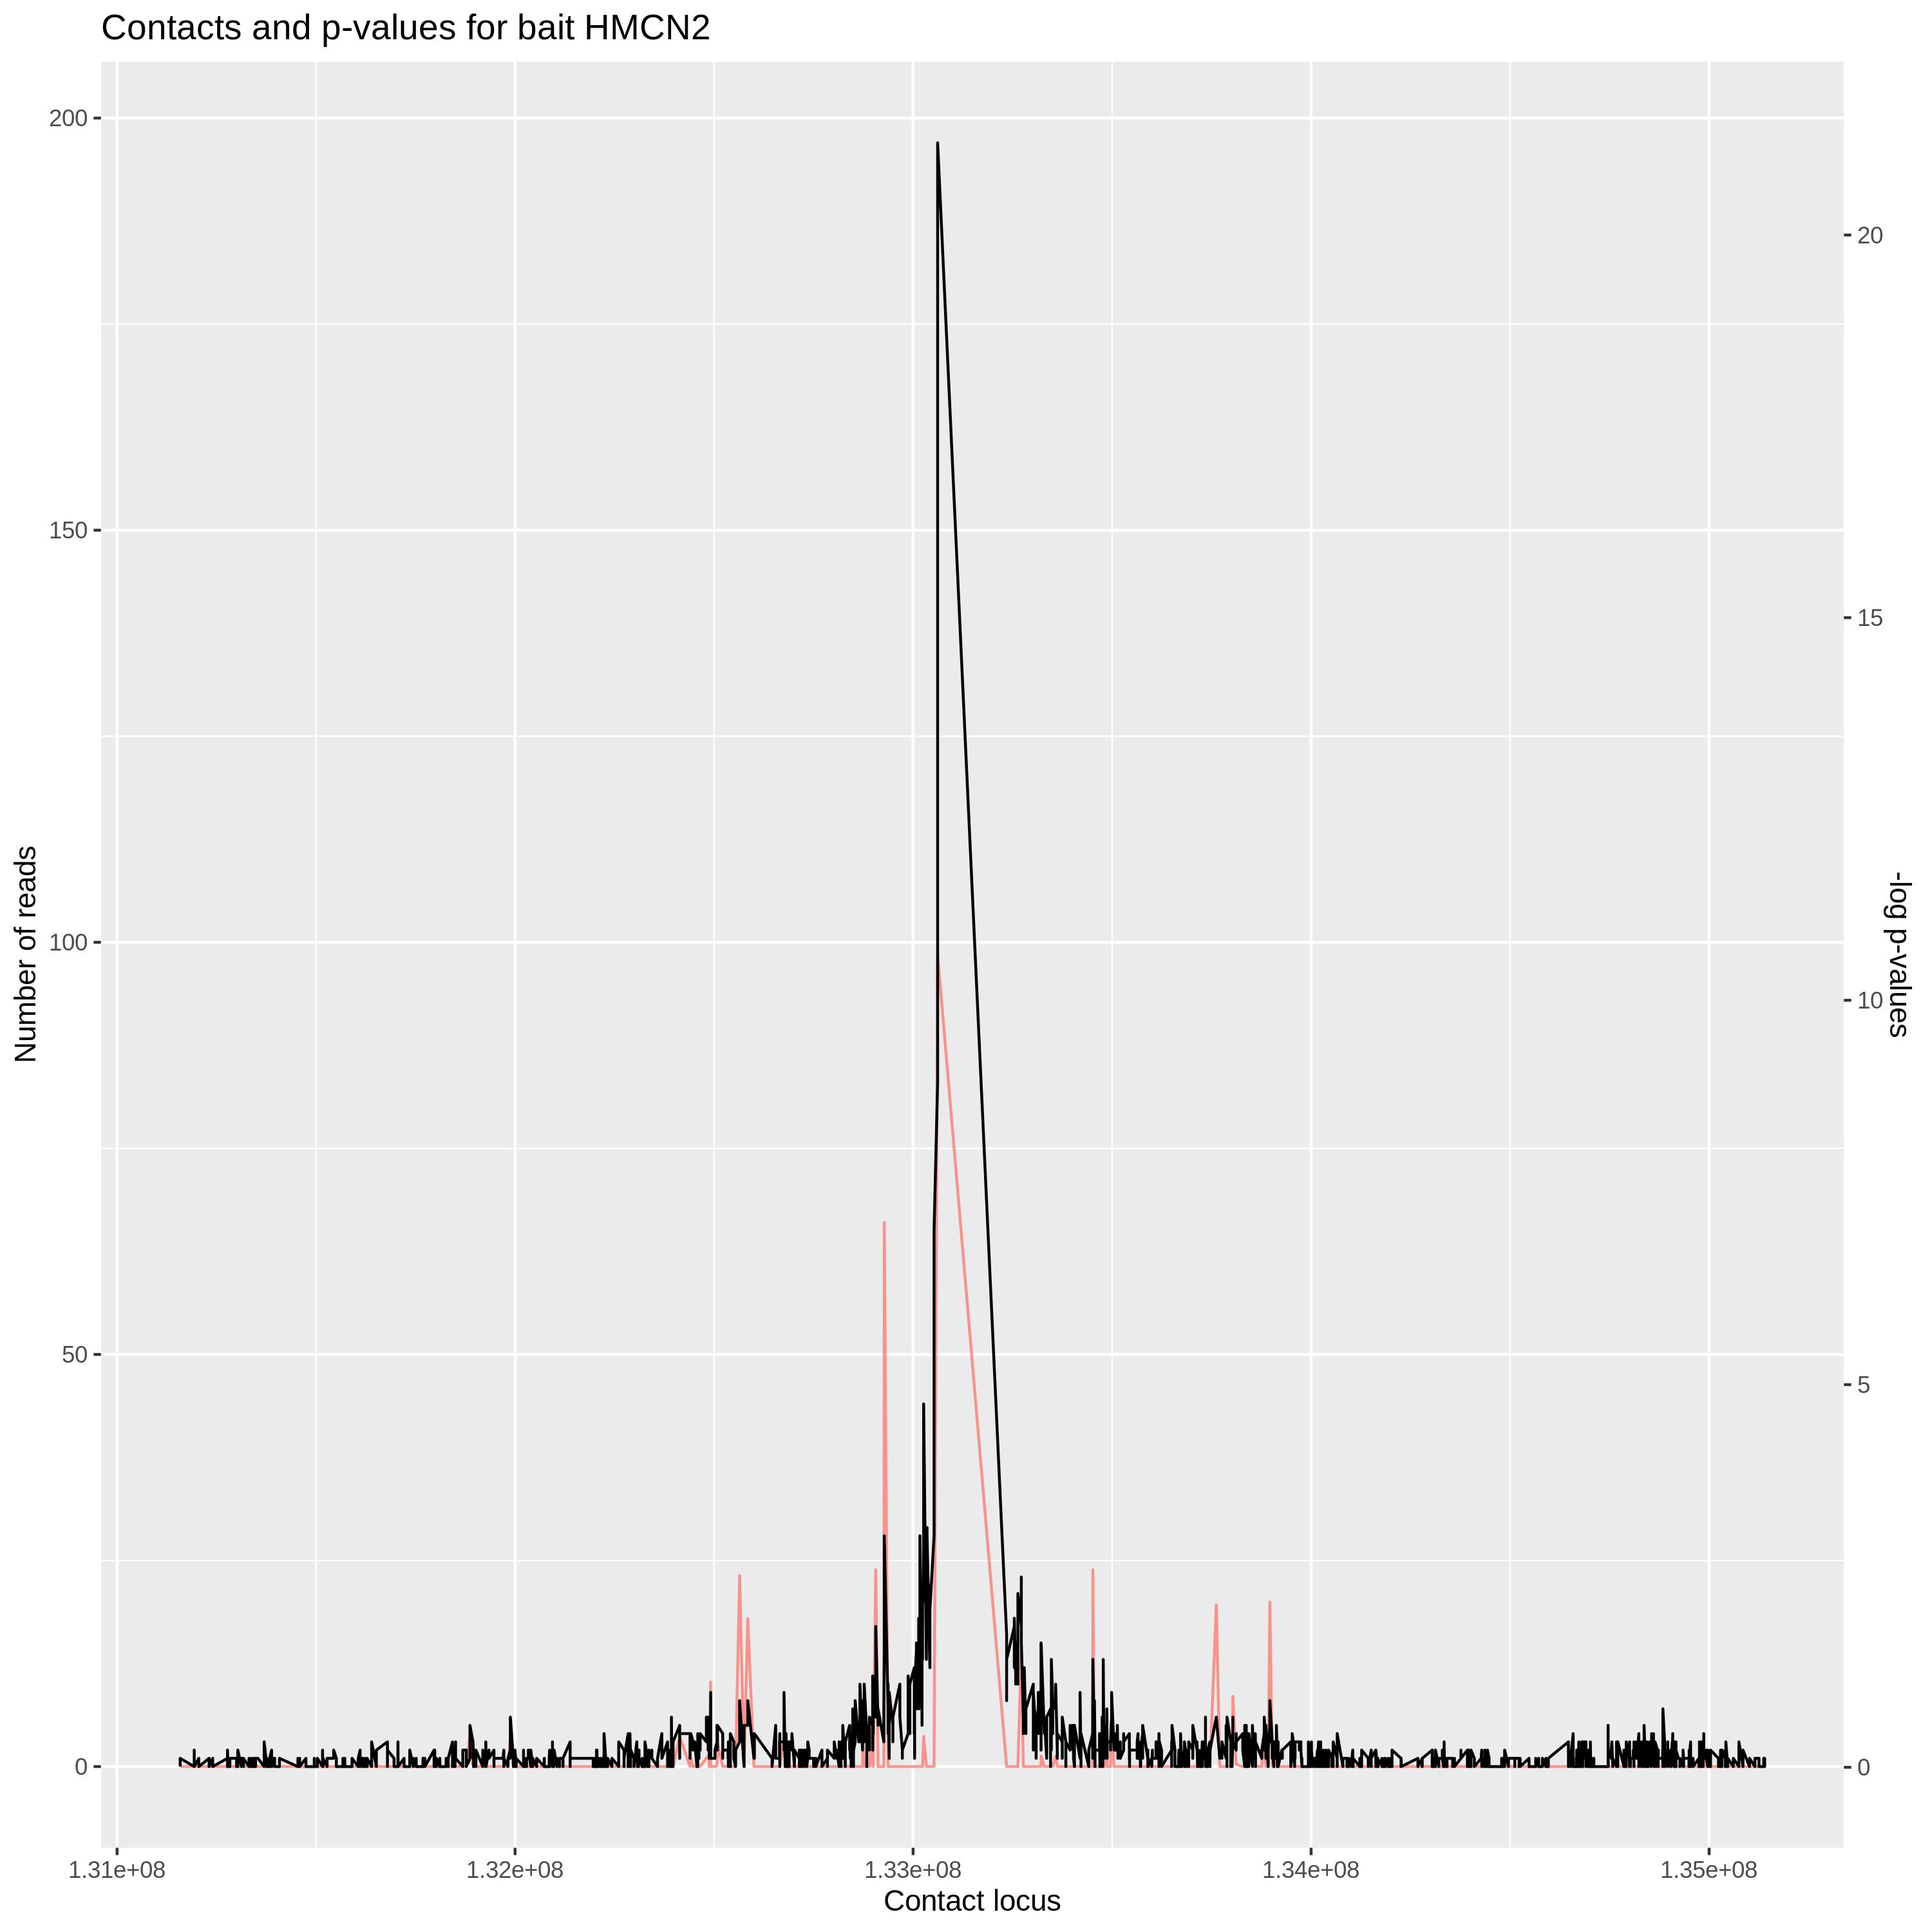 Contacts and p-values for bait HMCN2
200
150
100
50
0
20
15
10
5
0
Number of reads
-log p-values
1.31e+08
1.32e+08
1.33e+08
1.34e+08
1.35e+08
Contact locus